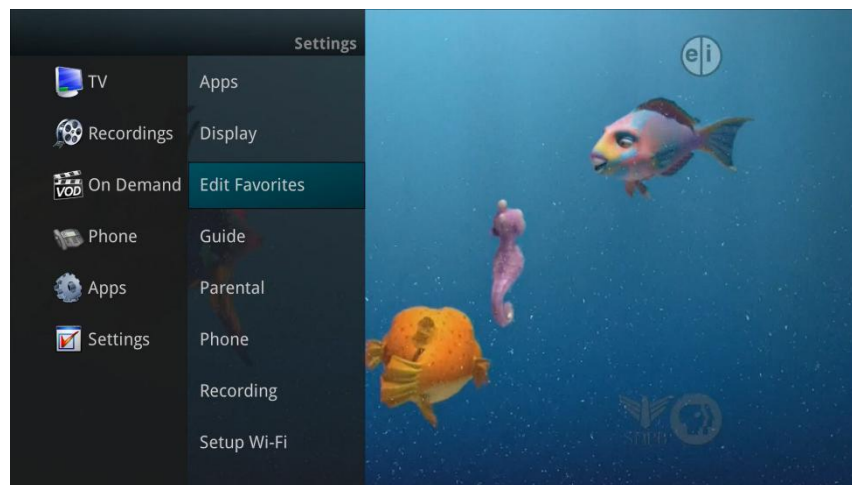 Settings
TV
Recordings
VOD
On Demand
Phone
Apps
Settings
Apps
Display
Edit Favorites
Guide
Parental
Phone
Recording
Setup Wi-Fi
e|i